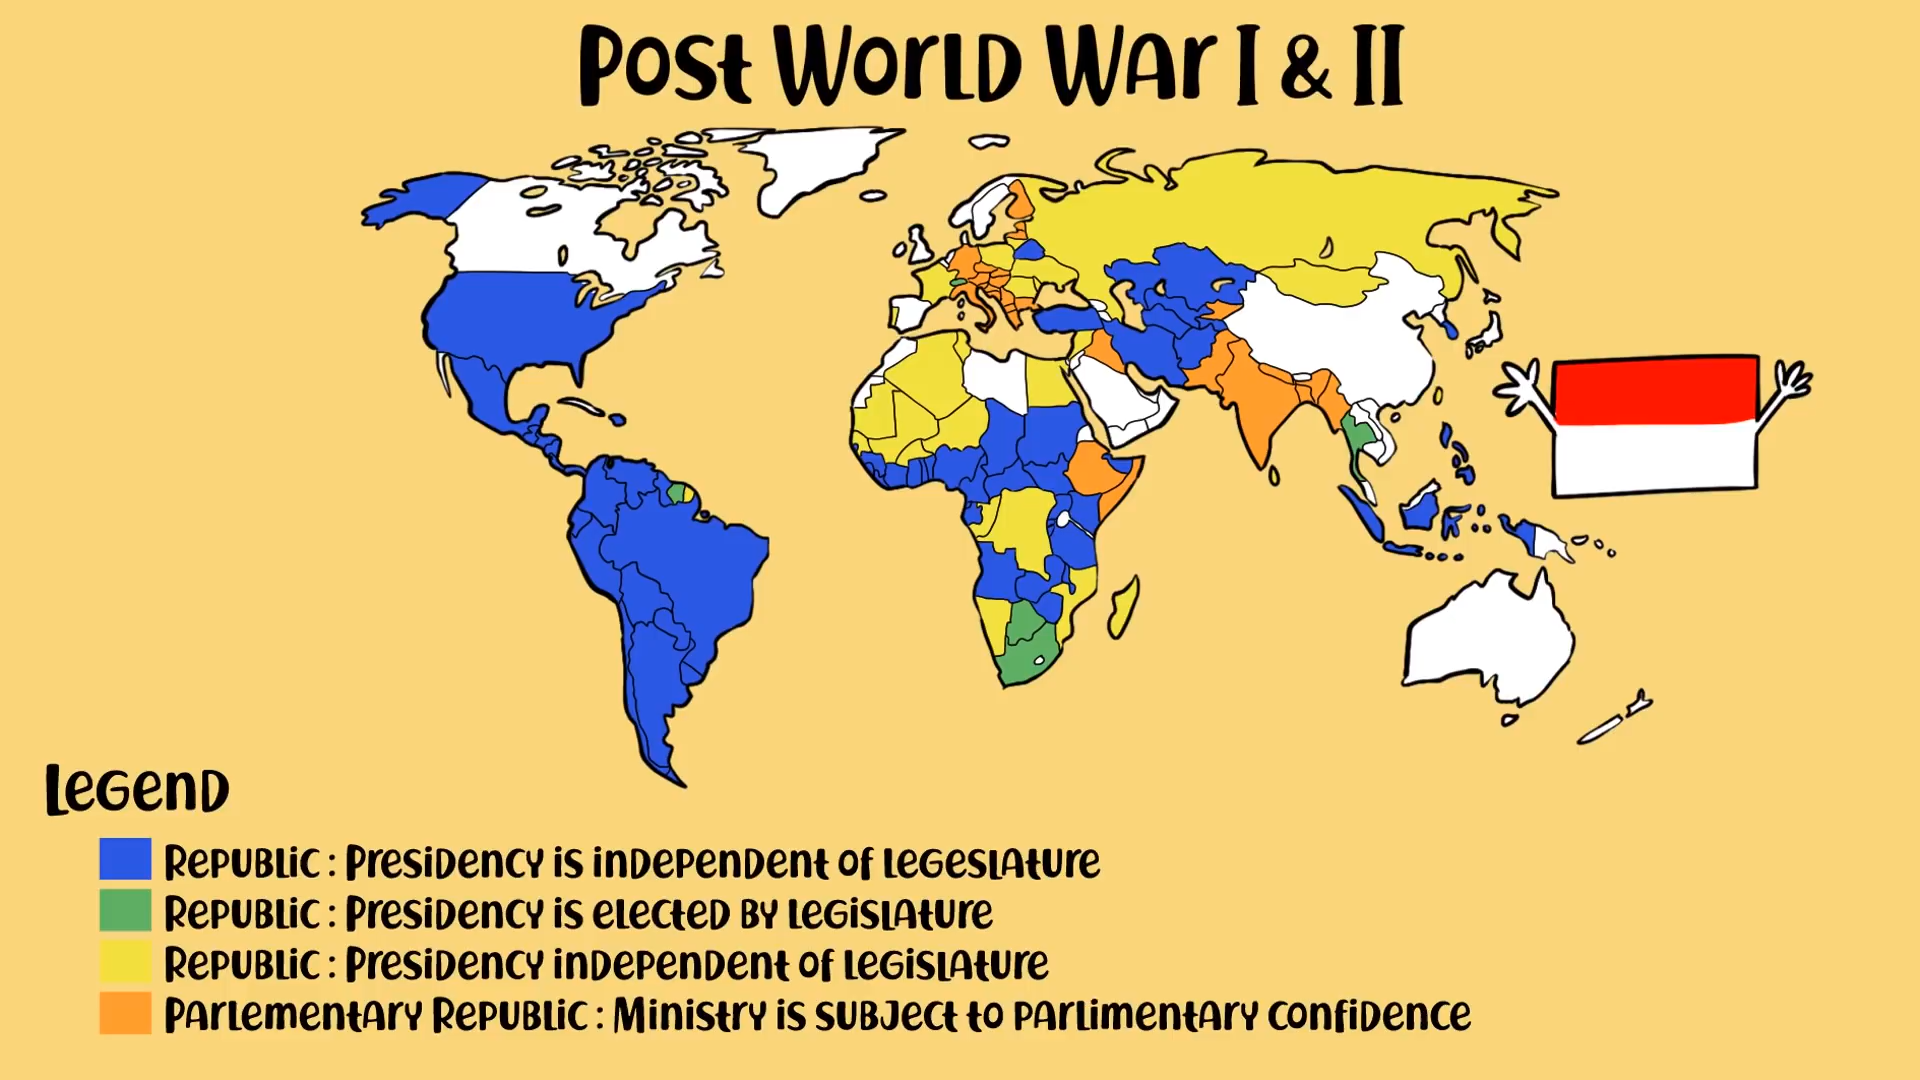 Post World War I & II
Legend
Republic : Presidency is independent of legeslature
Republic : Presidency is elected by legislature
Republic : Presidency independent of legislature
Parlementary Republic : Ministry is subject to parlimentary confidence